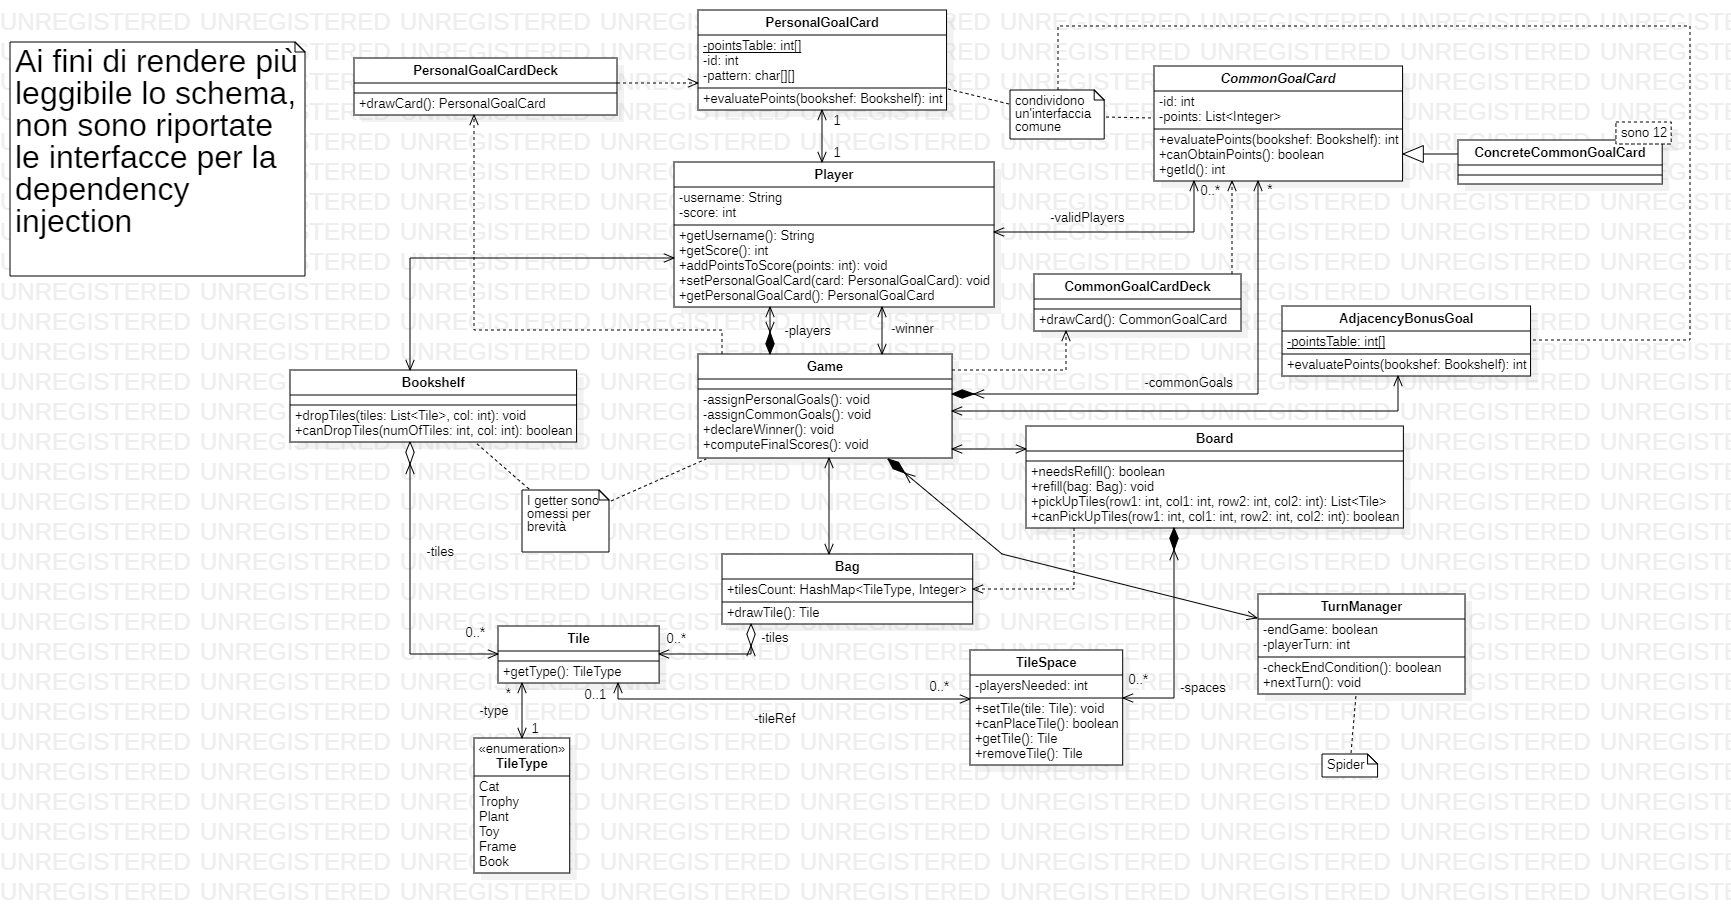 Ai fini di rendere più
leggibile lo schema,
non sono riportate
le interfacce per la
dependency
injection
PersonalGoalCardDeck
+drawCard(): PersonalGoalCard
PersonalGoalCard
-pointsTable: int[]
-id: int
-pattern: char[][]
+evaluatePoints(bookshef: Bookshelf): int
condividono
un'interfaccia
comune
CommonGoalCard
-id: int
-points: List<Integer>
+evaluatePoints(bookshef: Bookshelf): int
+canObtainPoints(): boolean
+getId(): int
sono 12
ConcreteCommonGoalCard
1
1
Player
-username: String
-score: int
+getUsername(): String
+getScore(): int
+addPointsToScore(points: int): void
+setPersonalGoalCard(card: PersonalGoalCard): void
+getPersonalGoalCard(): PersonalGoalCard
0..*
*
-validPlayers
CommonGoalCardDeck
+drawCard(): CommonGoalCard
AdjacencyBonusGoal
-pointsTable: int[]
+evaluatePoints(bookshef: Bookshelf): int
-players
-winner
Game
-assignPersonalGoals(): void
-assignCommonGoals(): void
+declareWinner(): void
+computeFinalScores(): void
-commonGoals
Bookshelf
+dropTiles(tiles: List<Tile>, col: int): void
+canDropTiles(numOfTiles: int, col: int): boolean
Board
+needsRefill(): boolean
+refill(bag: Bag): void
+pickUpTiles(row1: int, col1: int, row2: int, col2: int): List<Tile>
+canPickUpTiles(row1: int, col1: int, row2: int, col2: int): boolean
I getter sono
omessi per
brevità
-tiles
Bag
+tilesCount: HashMap<TileType, Integer>
+drawTile(): Tile
-tiles
0..*
0..*
Tile
+getType(): TileType
TurnManager
-endGame: boolean
-playerTurn: int
-checkEndCondition(): boolean
+nextTurn(): void
TileSpace
-playersNeeded: int
+setTile(tile: Tile): void
+canPlaceTile(): boolean
+getTile(): Tile
+removeTile(): Tile
0..*
0..*
-spaces
*
0..1
-type
-tileRef
1
«enumeration»
TileType
Cat
Trophy
Plant
Toy
Frame
Book
Spider
UNREGISTERED